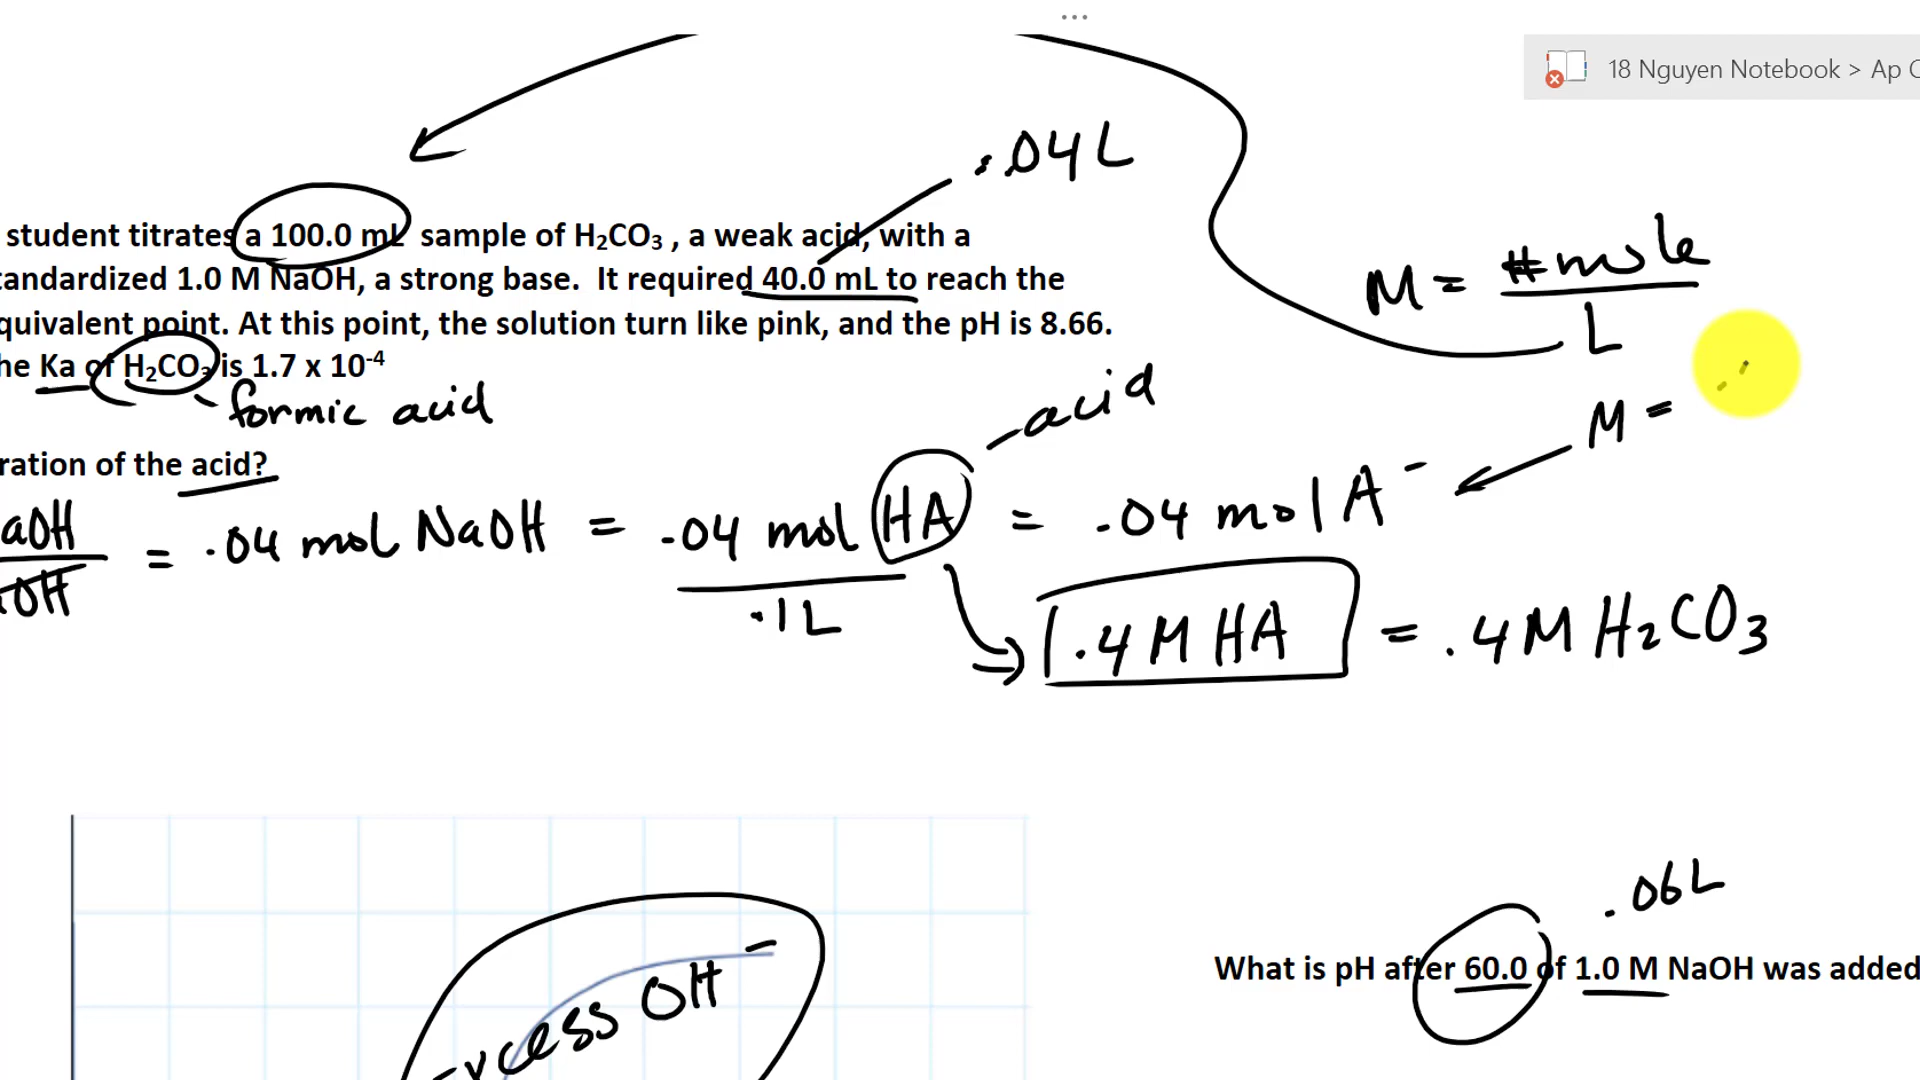 18 Nguyen Notebook > Ap
.04L
student titrates a 100.0 mL sample of H₂CO₃ , a weak acid, with a
tandardized 1.0 M NaOH, a strong base. It required 40.0 mL to reach the
quivalent point. At this point, the solution turn like pink, and the pH is 8.66.
he Ka of H₂CO₃ is 1.7 x 10⁻⁴
M = #mole
L
M =
formic acid
-acid
ration of the acid?
aOH = .04 mol NaOH = .04 mol HA = .04 mol A⁻
OH
.1L
.4 M HA = .4 M H₂CO₃
.06L
What is pH after 60.0 of 1.0 M NaOH was added
xcess OH⁻